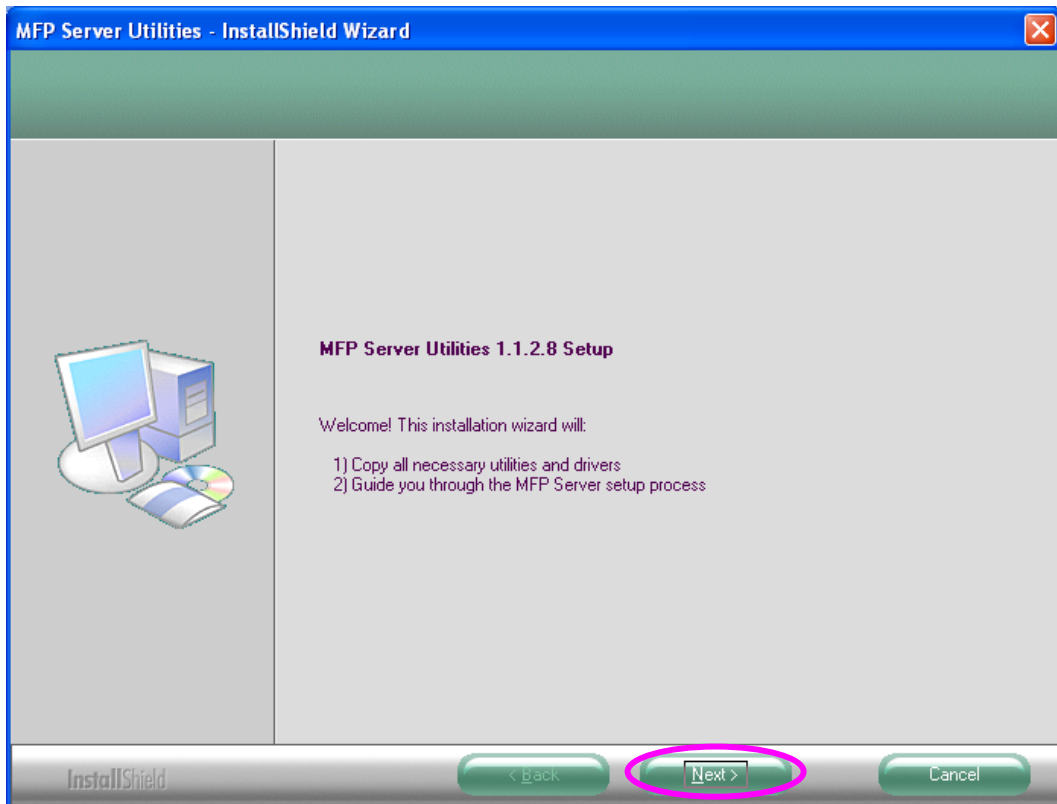 MFP Server Utilities - InstallShield Wizard
MFP Server Utilities 1.1.2.8 Setup
Welcome! This installation wizard will:
1) Copy all necessary utilities and drivers
2) Guide you through the MFP Server setup process
InstallShield
< Back
Next >
Cancel